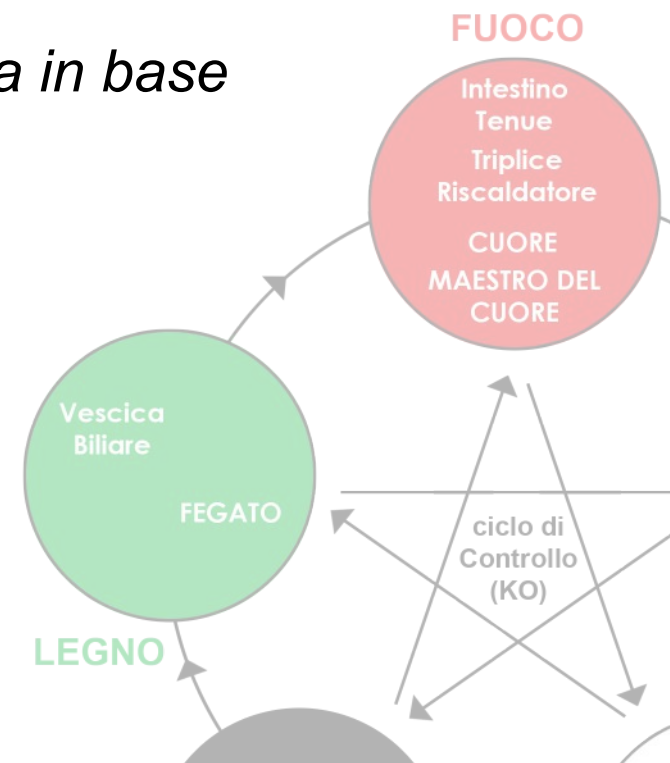 a in base
FUOCO
Intestino
Tenue
Triplice
Riscaldatore
CUORE
MAESTRO DEL
CUORE
Vescica
Biliare
FEGATO
LEGNO
ciclo di
Controllo
(KO)